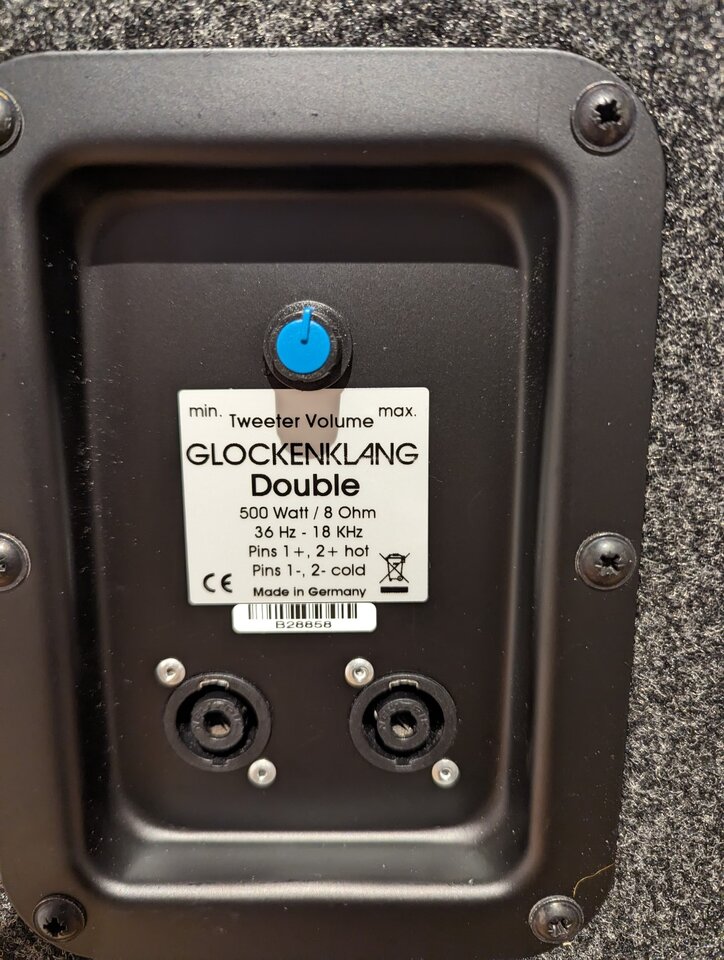 min. max.
Tweeter Volume
GLOCKENKLANG
Double
500 Watt / 8 Ohm
36 Hz - 18 KHz
Pins 1+, 2+ hot
Pins 1-, 2- cold
CE Made in Germany
B28858